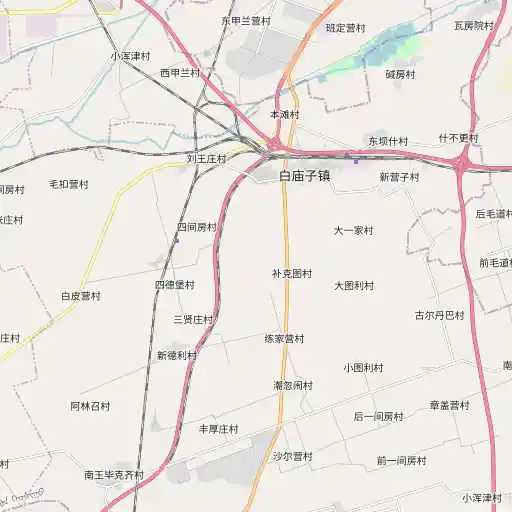 东甲兰营村
班定营村
瓦房院村
小浑津村
西甲兰村
碱房村
本滩村
东坝什村
什不更村
刘王庄村
白庙子镇
毛扣营村
新营子村
间房村
后毛道村
四间房村
大一家村
前毛道村
补克图村
四德堡村
大图利村
白皮营村
三贤庄村
古尔丹巴村
庄村
练家营村
新德利村
小图利村
南
潮忽闹村
阿林召村
章盖营村
后一间房村
丰厚庄村
沙尔营村
村
前一间房村
南王毕克齐村
小浑津村